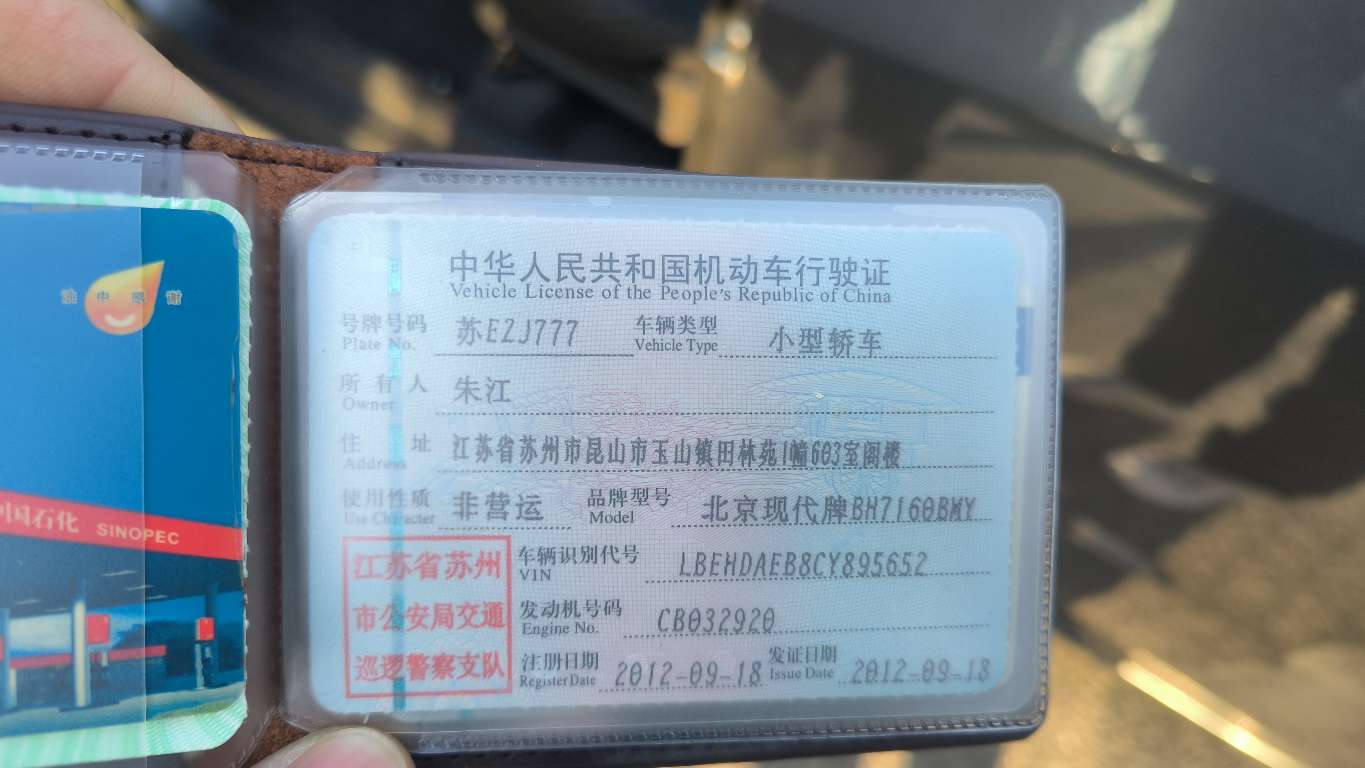 油中感谢
中国石化 SINOPEC
中华人民共和国机动车行驶证
Vehicle License of the People's Republic of China
号牌号码 苏EZJ777 车辆类型 小型轿车
Plate No. Vehicle Type
所有人 朱江
Owner
住址 江苏省苏州市昆山市玉山镇田林苑1幢603室阁楼
Address
使用性质 非营运 品牌型号 北京现代牌BH7160BMY
Use Character Model
江苏省苏州
市公安局交通
巡逻警察支队
车辆识别代号 LBEHDAEB8CY895652
VIN
发动机号码 CB032920
Engine No.
注册日期 2012-09-18 发证日期 2012-09-18
Register Date Issue Date